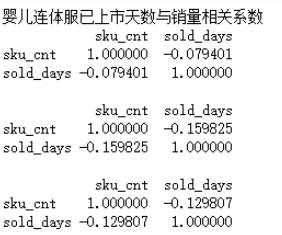 婴儿连体服已上市天数与销量相关系数
sku_cnt sold_days
sku_cnt 1.000000 -0.079401
sold_days -0.079401 1.000000
sku_cnt sold_days
sku_cnt 1.000000 -0.159825
sold_days -0.159825 1.000000
sku_cnt sold_days
sku_cnt 1.000000 -0.129807
sold_days -0.129807 1.000000